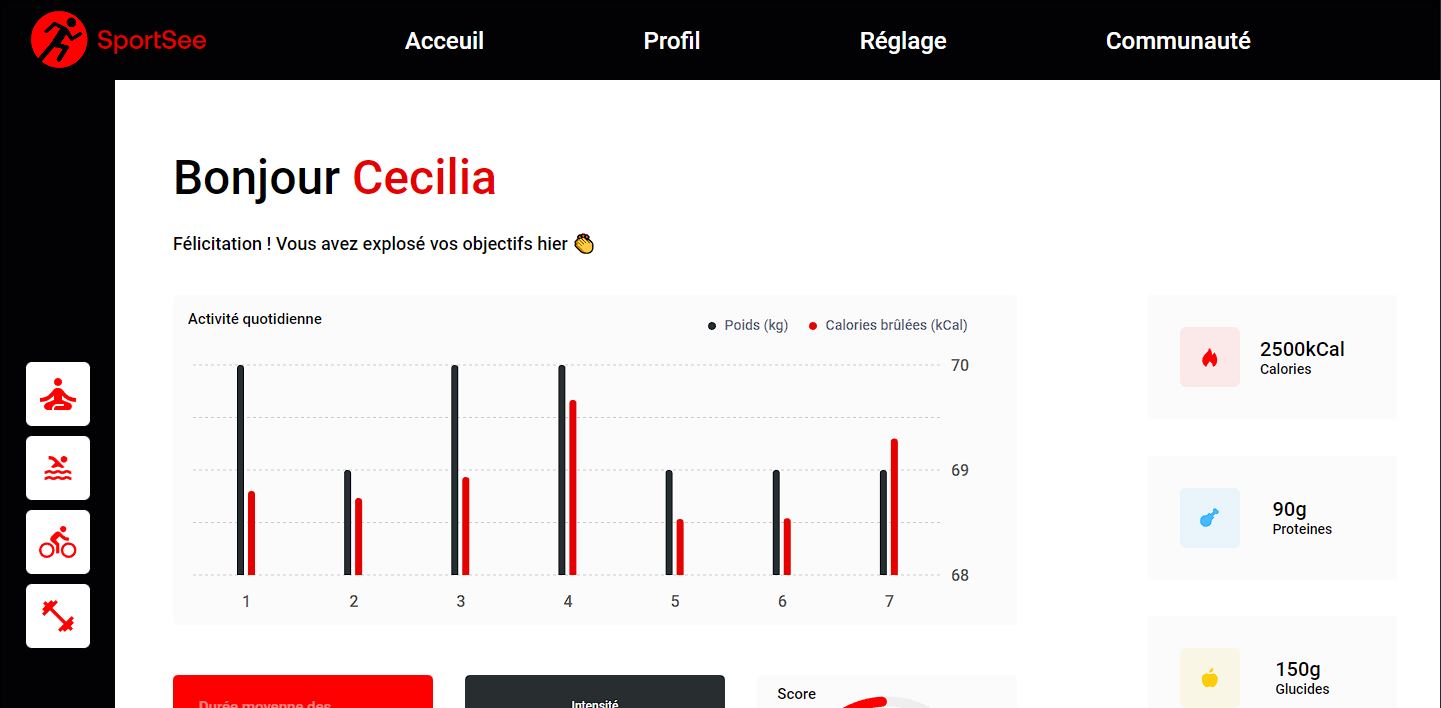 SportSee
Acceuil
Profil
Réglage
Communauté
Bonjour Cecilia
Félicitation ! Vous avez explosé vos objectifs hier 👏
Activité quotidienne
Poids (kg)
Calories brûlées (kCal)
70
69
68
1
2
3
4
5
6
7
2500kCal
Calories
90g
Proteines
150g
Glucides
Durée moyenne des
Intensité
Score